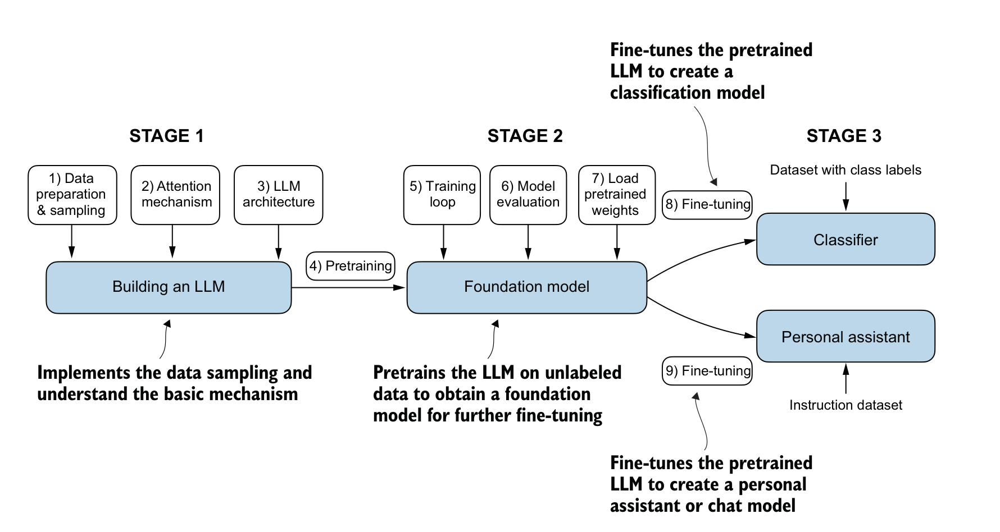 Fine-tunes the pretrained
LLM to create a
classification model
STAGE 1
STAGE 2
STAGE 3
1) Data
preparation
& sampling
2) Attention
mechanism
3) LLM
architecture
5) Training
loop
6) Model
evaluation
7) Load
pretrained
weights
8) Fine-tuning
Dataset with class labels
Classifier
4) Pretraining
Building an LLM
Foundation model
Personal assistant
9) Fine-tuning
Instruction dataset
Implements the data sampling and
understand the basic mechanism
Pretrains the LLM on unlabeled
data to obtain a foundation
model for further fine-tuning
Fine-tunes the pretrained
LLM to create a personal
assistant or chat model